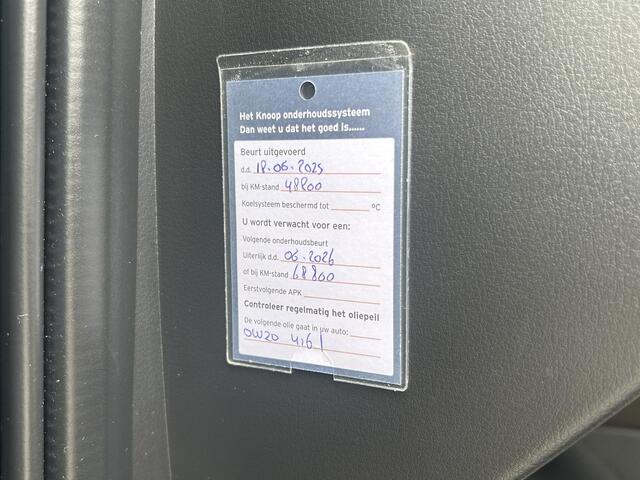 Het Knoop onderhoudssysteem
Dan weet u dat het goed is......
Beurt uitgevoerd
d.d. 18.06.2025
bij KM-stand 48800
Koelsysteem beschermd tot ______ °C
U wordt verwacht voor een:
Volgende onderhoudsbeurt
Uiterlijk d.d. 06.2026
of bij KM-stand 68800
Eerstvolgende APK
Controleer regelmatig het oliepeil
De volgende olie gaat in uw auto:
0W20 4,6 l